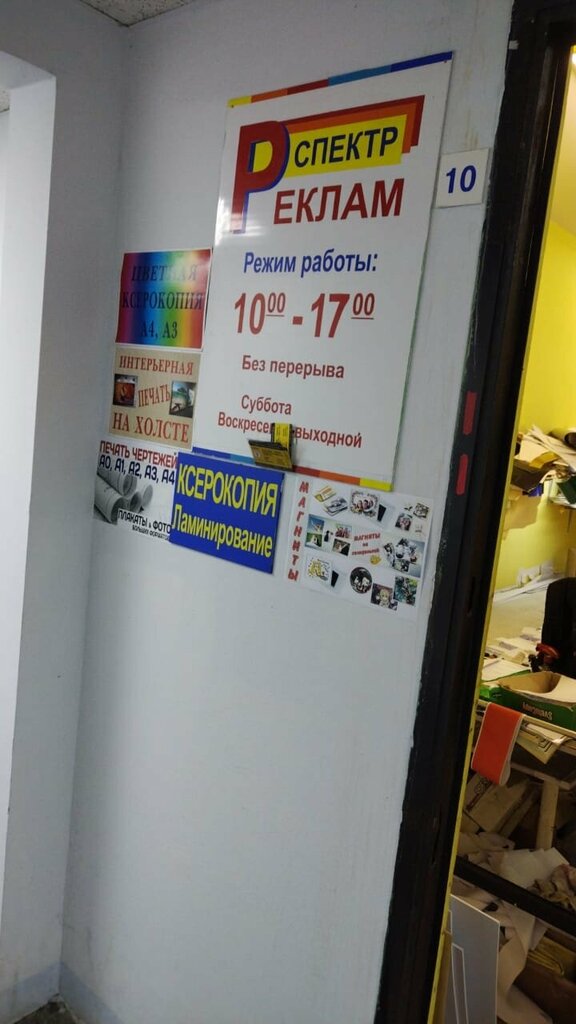 СПЕКТР
РЕКЛАМ
10
Режим работы:
10⁰⁰ - 17⁰⁰
Без перерыва
Суббота
выходной
ЦВЕТНАЯ
КСЕРОКОПИЯ
А4, А3
ИНТЕРЬЕРНАЯ
ПЕЧАТЬ
НА ХОЛСТЕ
ПЕЧАТЬ ЧЕРТЕЖЕЙ
А0, А1, А2, А3, А4
ПЛАКАТЫ и ФОТО
КСЕРОКОПИЯ
Ламинирование
МАГНИТЫ
МАГНИТЫ